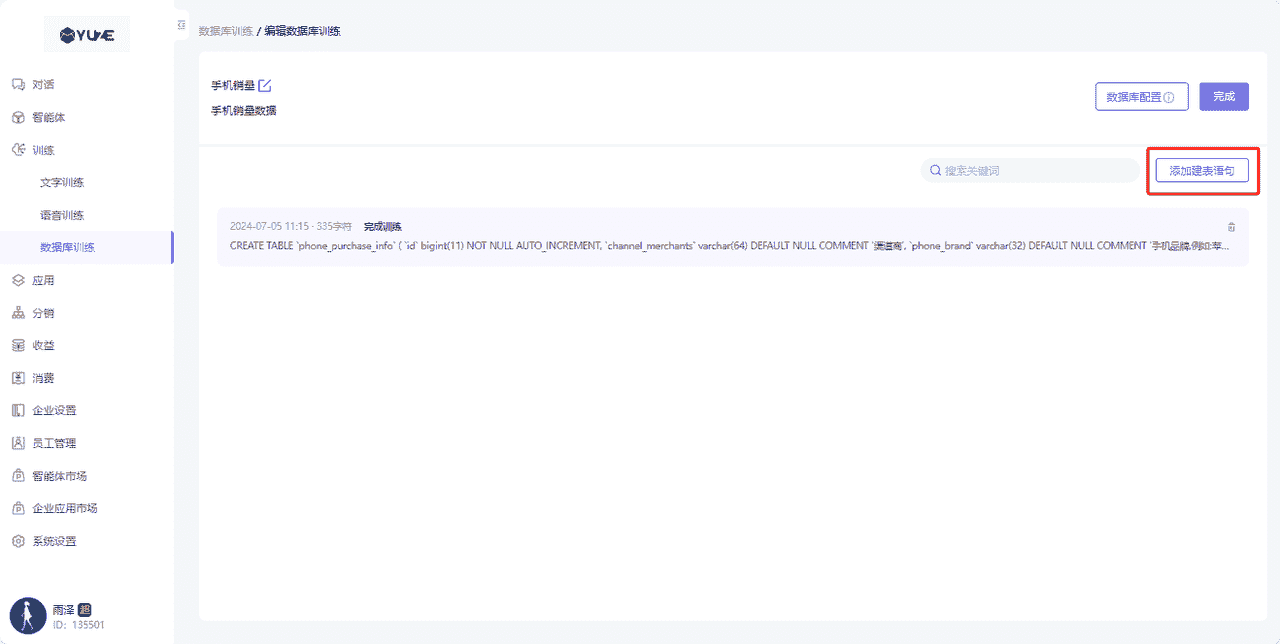 YUZE
数据库训练 / 编辑数据库训练
对话
智能体
训练
文字训练
语音训练
数据库训练
应用
分销
收益
消费
企业设置
员工管理
智能体市场
企业应用市场
系统设置
雨泽 超
ID: 135501
手机销量
手机销量数据
数据库配置
完成
搜索关键词
添加建表语句
2024-07-05 11:15 · 335字符 完成训练
CREATE TABLE `phone_purchase_info` ( `id` bigint(11) NOT NULL AUTO_INCREMENT, `channel_merchants` varchar(64) DEFAULT NULL COMMENT '渠道商', `phone_brand` varchar(32) DEFAULT NULL COMMENT '手机品牌,例如:苹...